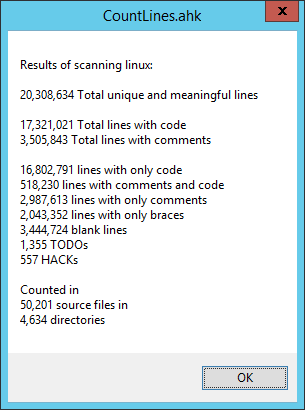 CountLines.ahk
x
Results of scanning linux:
20,308,634 Total unique and meaningful lines
17,321,021 Total lines with code
3,505,843 Total lines with comments
16,802,791 lines with only code
518,230 lines with comments and code
2,987,613 lines with only comments
2,043,352 lines with only braces
3,444,724 blank lines
1,355 TODOs
557 HACKs
Counted in
50,201 source files in
4,634 directories
OK